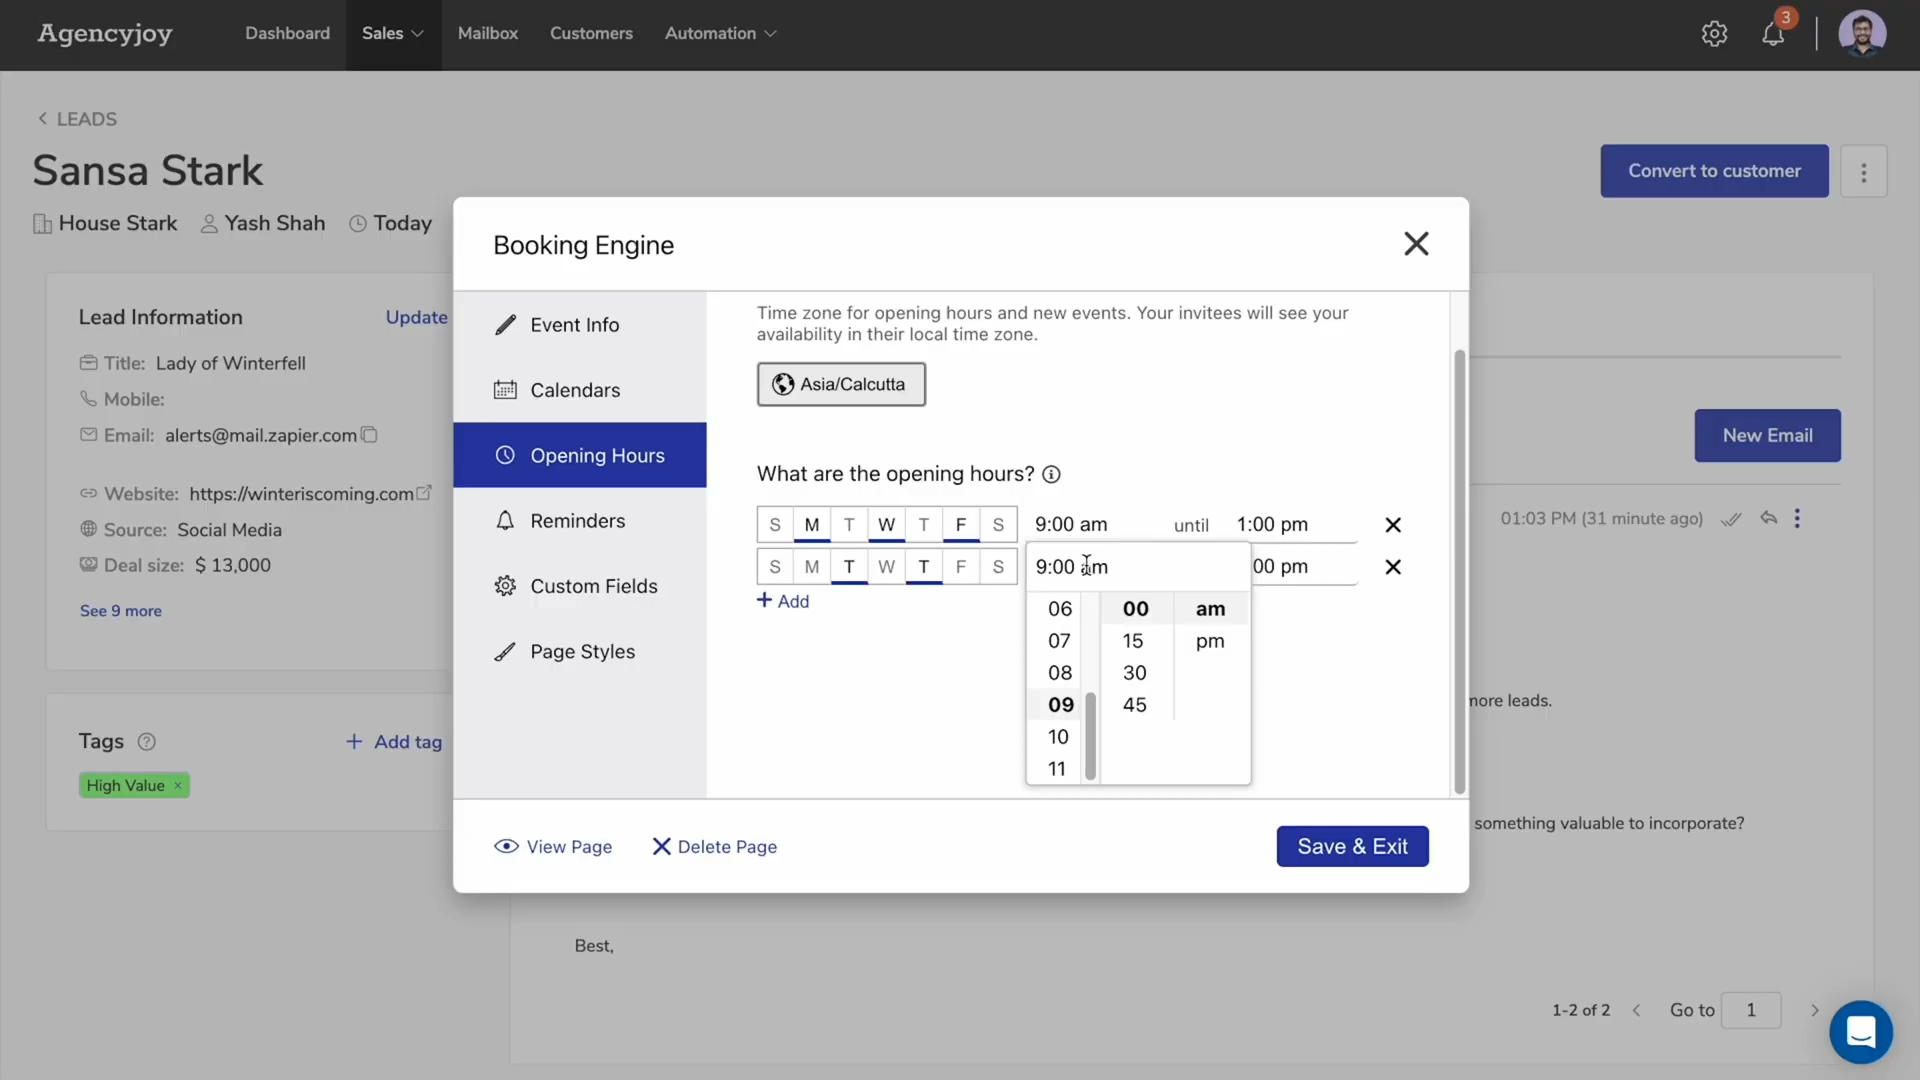 Agencyjoy
Dashboard
Sales
Mailbox
Customers
Automation
3
LEADS
Sansa Stark
House Stark
Yash Shah
Today
Convert to customer
Lead Information
Update
Title: Lady of Winterfell
Mobile:
Email: alerts@mail.zapier.com
Website: https://winteriscoming.com
Source: Social Media
Deal size: $ 13,000
See 9 more
Tags
+ Add tag
High Value ×
Booking Engine
Event Info
Calendars
Opening Hours
Reminders
Custom Fields
Page Styles
Time zone for opening hours and new events. Your invitees will see your
availability in their local time zone.
Asia/Calcutta
What are the opening hours?
S M T W T F S 9:00 am until 1:00 pm
S M T W T F S 9:00 am 00 pm
+ Add
06 00 am
07 15 pm
08 30
09 45
10
11
View Page
Delete Page
Save & Exit
New Email
01:03 PM (31 minute ago)
more leads.
something valuable to incorporate?
Best,
1-2 of 2
Go to 1